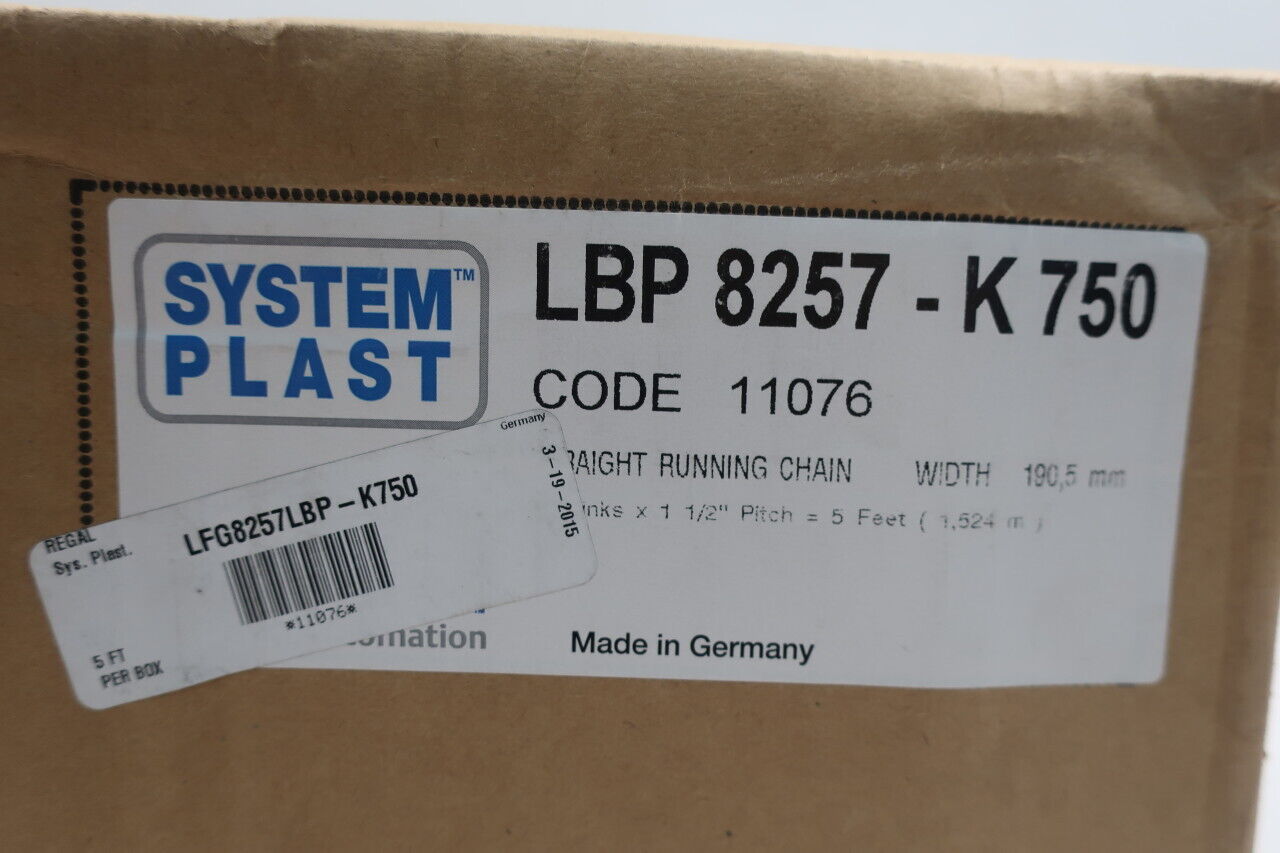 SYSTEM™
PLAST
LBP 8257 - K 750
CODE 11076
RAIGHT RUNNING CHAIN WIDTH 190,5 mm
inks x 1 1/2" Pitch = 5 Feet ( 1,524 m )
Made in Germany
omation
Germany
3-19-2015
REGAL
Sys. Plast.
LFG8257LBP-K750
*11076*
5 FT
PER BOX